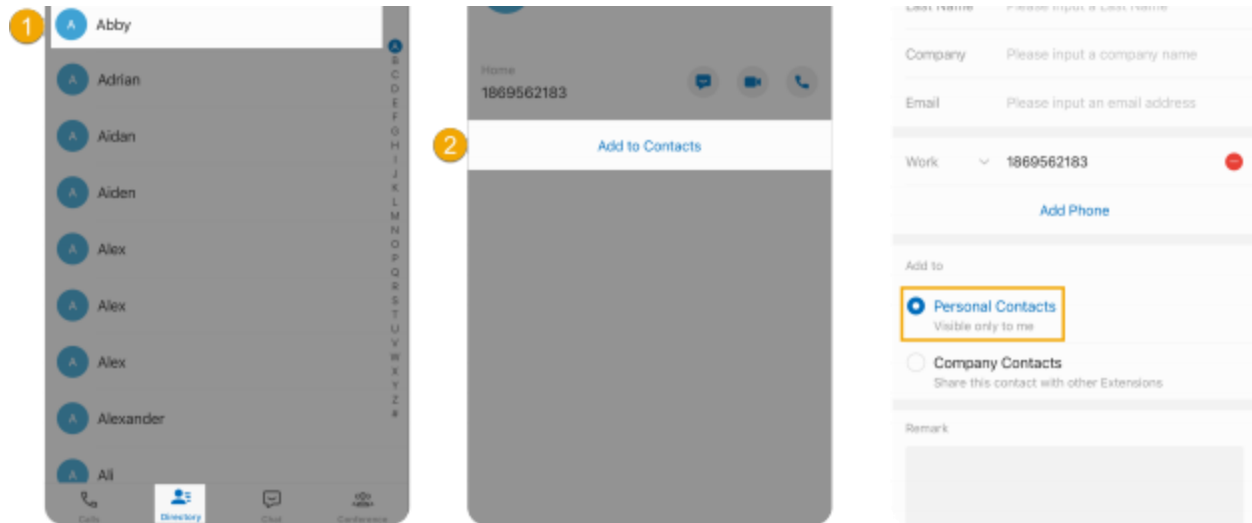 1
A Abby
A
B
C
D
E
F
G
H
I
J
K
L
M
N
O
P
Q
R
S
T
U
V
W
X
Y
Z
#
A Adrian
A Aidan
A Aiden
A Alex
A Alex
A Alex
A Alexander
A Ali
Calls Directory Chat Conference
Home
1869562183
2
Add to Contacts
Last Name Please input a Last Name
Company Please input a company name
Email Please input an email address
Work 1869562183
Add Phone
Add to
Personal Contacts
Visible only to me
Company Contacts
Share this contact with other Extensions
Remark